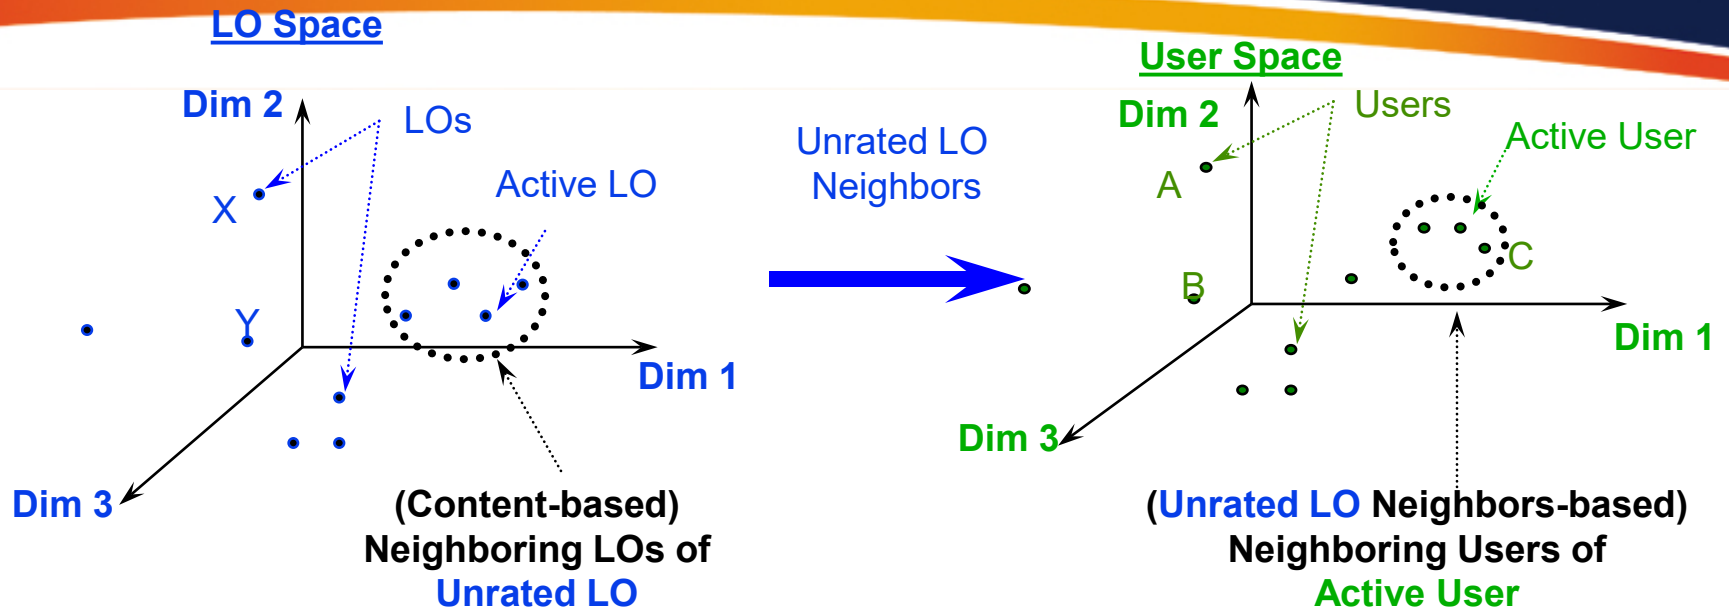 LO Space
Dim 2
LOs
X
Active LO
Y
Dim 1
Dim 3
(Content-based)
Neighboring LOs of
Unrated LO
Unrated LO
Neighbors
User Space
Dim 2
Users
Active User
A
B
C
Dim 1
Dim 3
(Unrated LO Neighbors-based)
Neighboring Users of
Active User